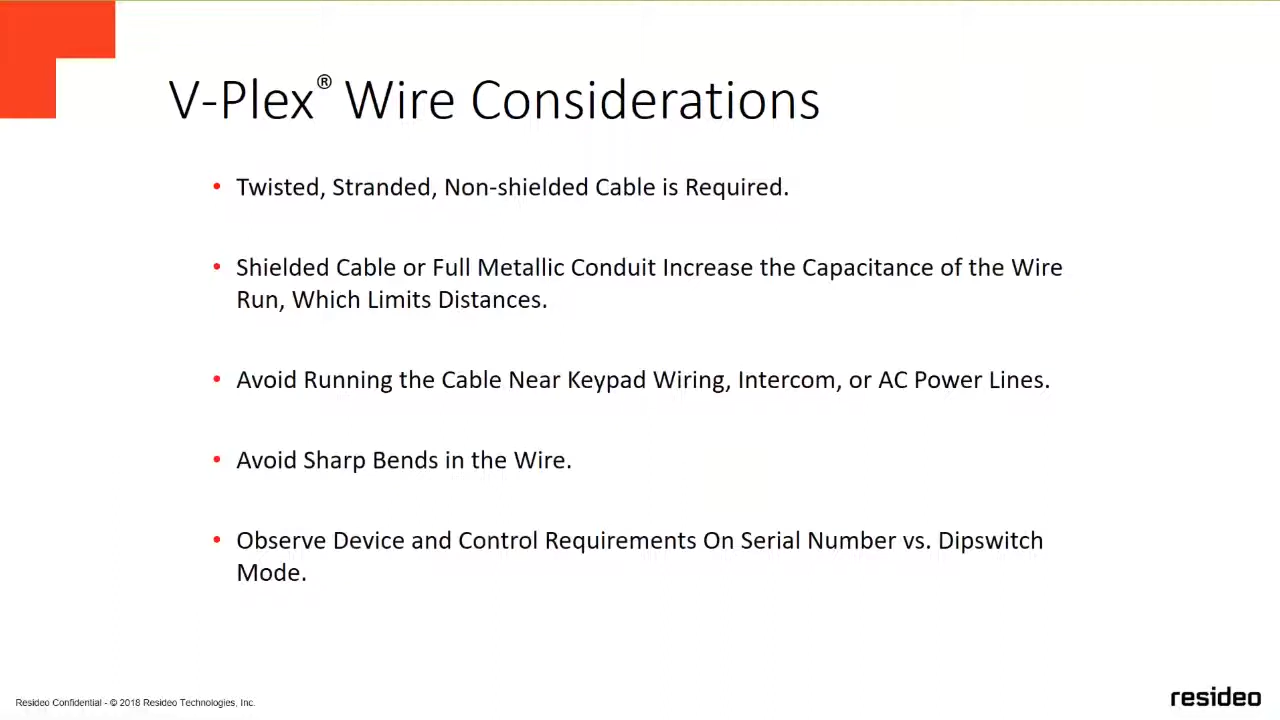 V-Plex® Wire Considerations
• Twisted, Stranded, Non-shielded Cable is Required.
• Shielded Cable or Full Metallic Conduit Increase the Capacitance of the Wire
Run, Which Limits Distances.
• Avoid Running the Cable Near Keypad Wiring, Intercom, or AC Power Lines.
• Avoid Sharp Bends in the Wire.
• Observe Device and Control Requirements On Serial Number vs. Dipswitch
Mode.
Resideo Confidential - © 2018 Resideo Technologies, Inc.
resideo